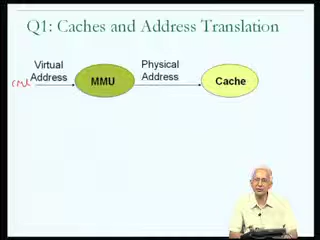 Q1: Caches and Address Translation
Virtual
Address
Physical
Address
MMU
Cache